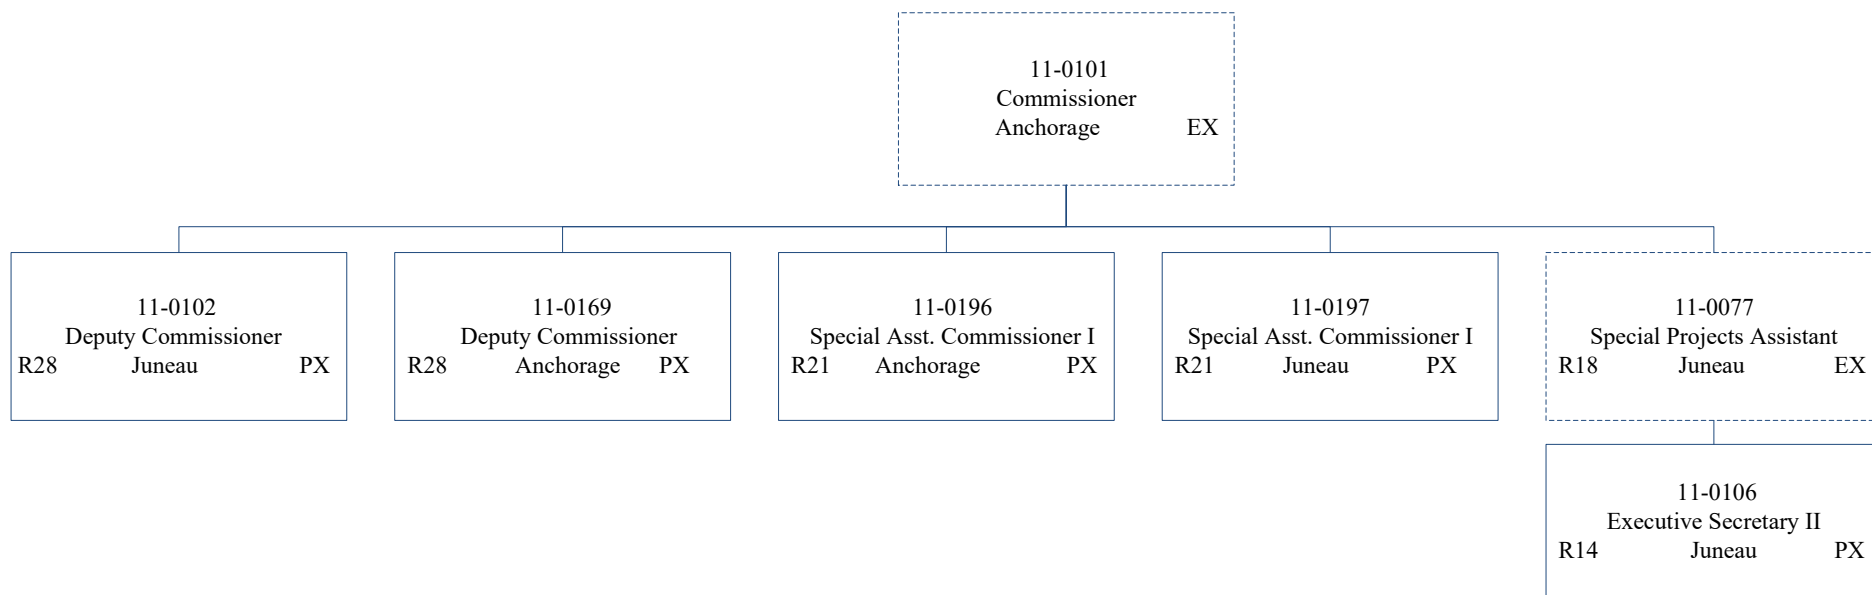 11-0101
Commissioner
Anchorage EX
11-0102
Deputy Commissioner
R28 Juneau PX
11-0169
Deputy Commissioner
R28 Anchorage PX
11-0196
Special Asst. Commissioner I
R21 Anchorage PX
11-0197
Special Asst. Commissioner I
R21 Juneau PX
11-0077
Special Projects Assistant
R18 Juneau EX
11-0106
Executive Secretary II
R14 Juneau PX